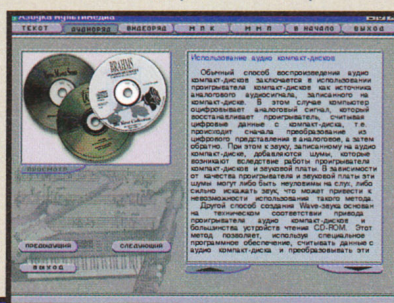 Азбука мультимедиа
ТЕКСТ АУДИОРЯД ВИДЕОРЯД М П К М М П В НАЧАЛО ВЫХОД
BRAHMS
Использование аудио компакт-дисков
Обычный способ воспроизведения аудио
компакт-дисков заключается в использовании
проигрывателя компакт-дисков как источника
аналогового аудиосигнала, записанного на
компакт-диске. В этом случае компьютер
оцифровывает аналоговый сигнал, который
восстанавливает проигрыватель, считывая
цифровые данные с компакт-диска, т.е.
происходит сначала преобразование из
цифрового представления в аналоговое, а затем
обратно. При этом к звуку, записанному на аудио
компакт-диске, добавляются шумы, которые
возникают вследствие работы проигрывателя
компакт-дисков и звуковой платы. В зависимости
от качества проигрывателя и звуковой платы эти
шумы могут либо быть неуловимы на слух, либо
сильно искажать звук, что может привести к
невозможности использования такого метода.
Другой способ создания Wave-звука основан
на техническом соответствии привода
проигрывателя аудио компакт-дисков и
большинства устройств чтения CD-ROM. Этот
метод позволяет, используя специальное
программное обеспечение, считывать данные с
аудио компакт-диска и преобразовывать эти
ПРОСМОТР
ПРЕДЫДУЩИЙ СЛЕДУЮЩИЙ
ВЫХОД